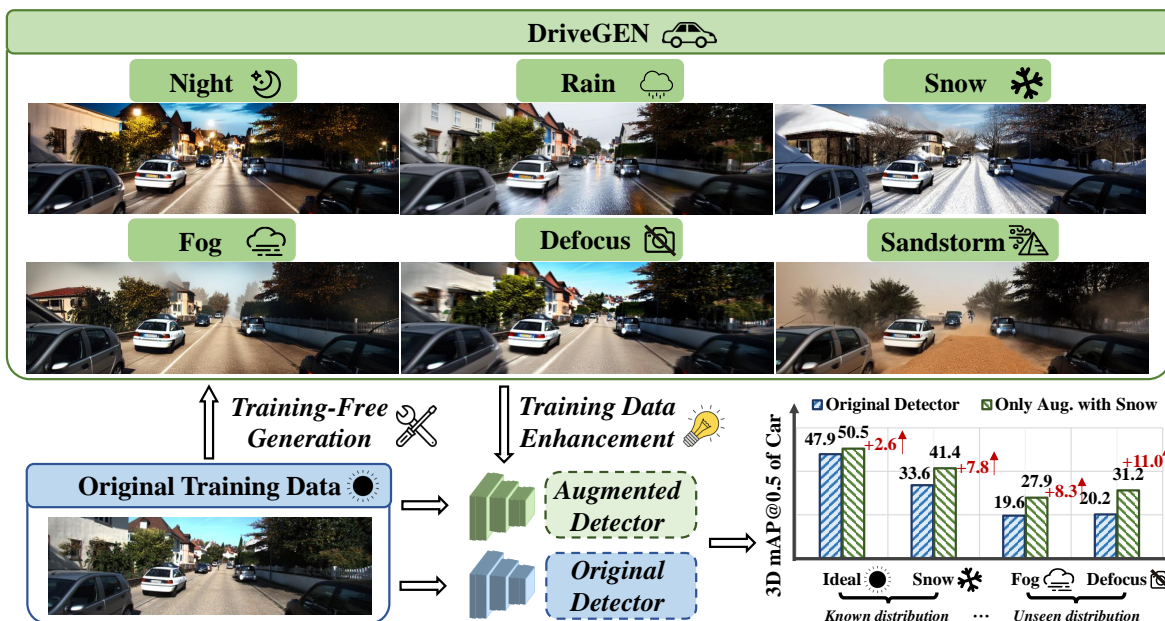 DriveGEN
Night
Rain
Snow
Fog
Defocus
Sandstorm
Training-Free
Generation
Training Data
Enhancement
Original Training Data
Augmented
Detector
Original
Detector
3D mAP@0.5 of Car
Original Detector
Only Aug. with Snow
47.9
50.5
+2.6
33.6
41.4
+7.8
19.6
27.9
+8.3
20.2
31.2
+11.0
Ideal
Snow
Fog
Defocus
Known distribution
...
Unseen distribution